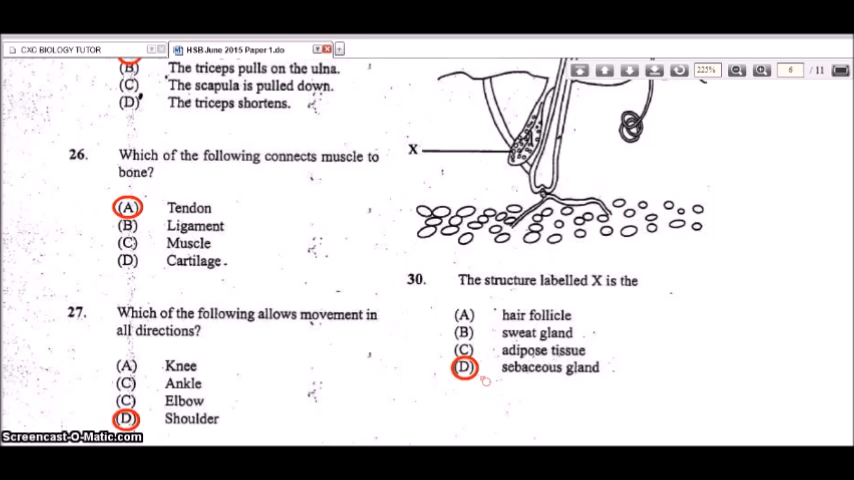 CXC BIOLOGY TUTOR
HSB June 2015 Paper 1.do
225%
6 / 11
(B) The triceps pulls on the ulna.
(C) The scapula is pulled down.
(D) The triceps shortens.
26. Which of the following connects muscle to
bone?
(A) Tendon
(B) Ligament
(C) Muscle
(D) Cartilage
27. Which of the following allows movement in
all directions?
(A) Knee
(C) Ankle
(C) Elbow
(D) Shoulder
X
30. The structure labelled X is the
(A) hair follicle
(B) sweat gland
(C) adipose tissue
(D) sebaceous gland
Screencast-O-Matic.com